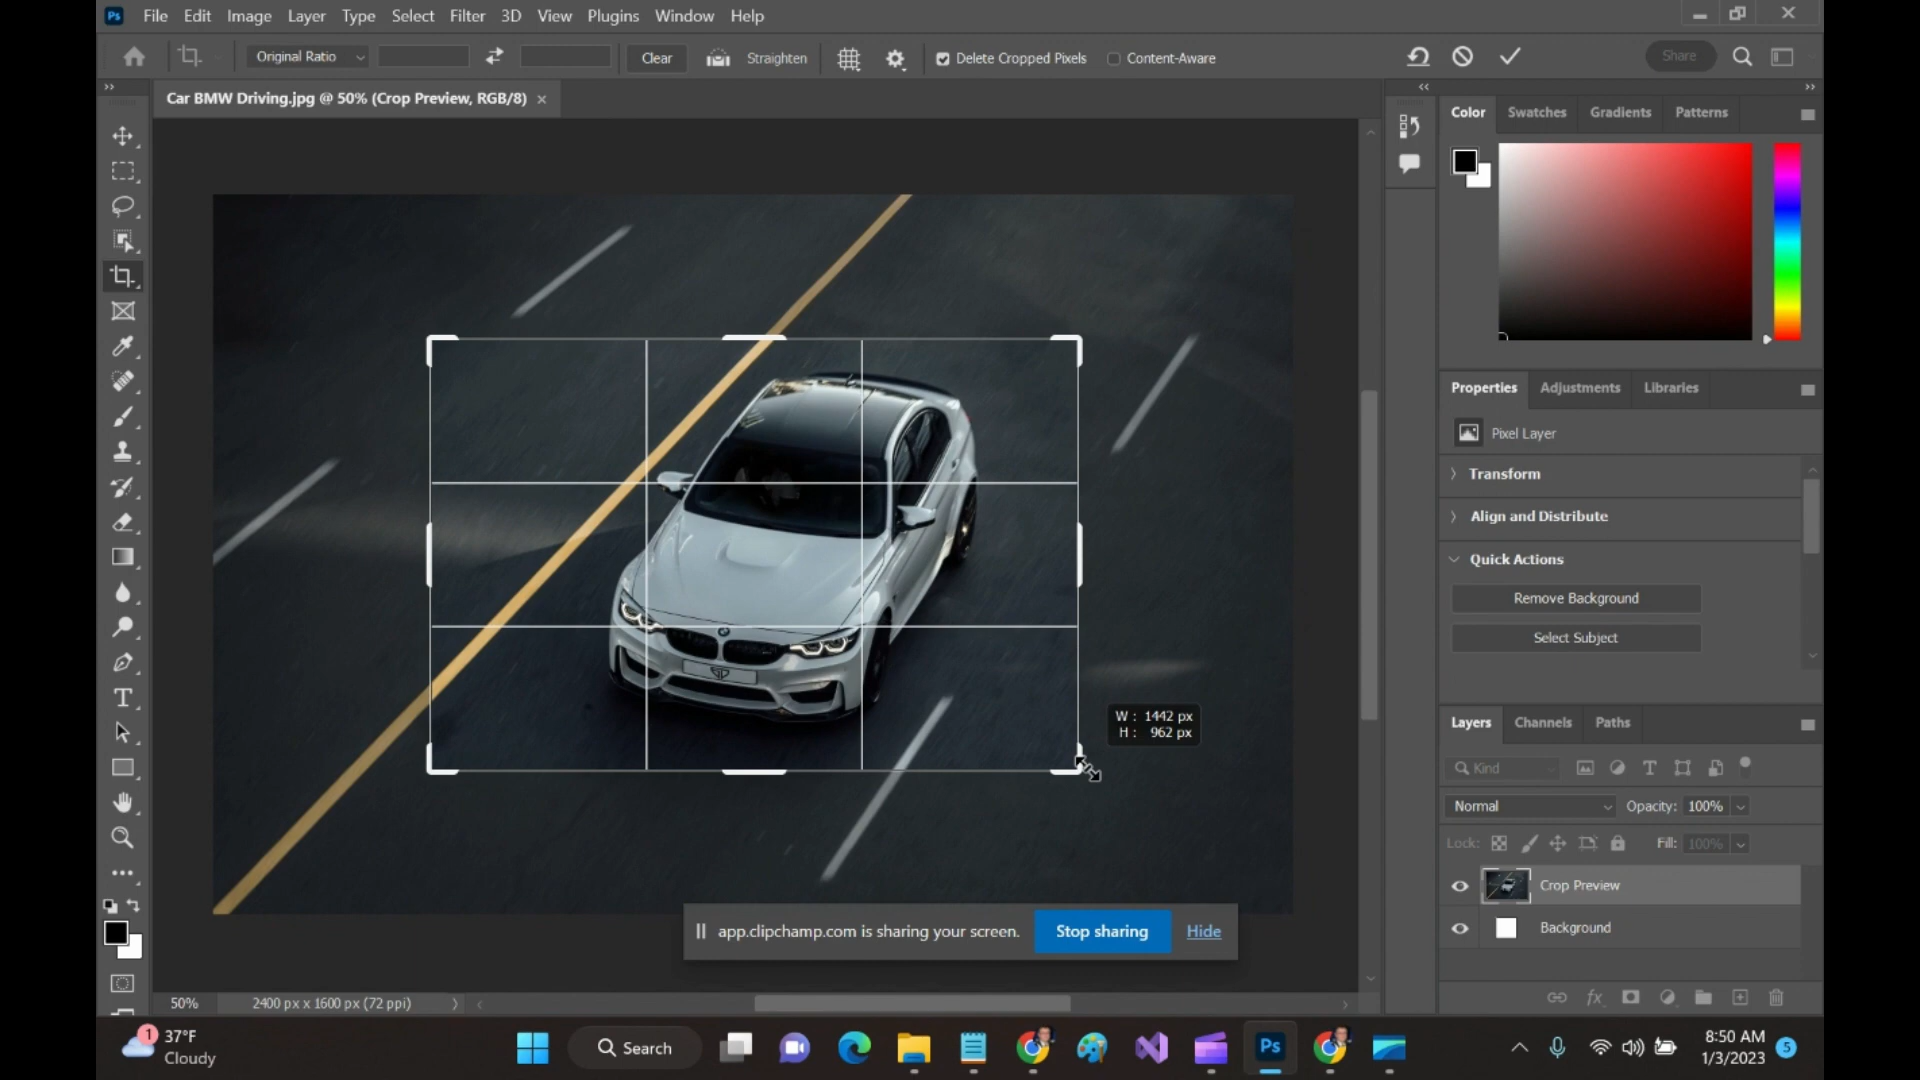 Ps File Edit Image Layer Type Select Filter 3D View Plugins Window Help
Original Ratio Clear Straighten Delete Cropped Pixels Content-Aware Share
Car BMW Driving.jpg @ 50% (Crop Preview, RGB/8)
Color Swatches Gradients Patterns
Properties Adjustments Libraries
Pixel Layer
Transform
Align and Distribute
Quick Actions
Remove Background
Select Subject
W : 1442 px
H : 962 px
Layers Channels Paths
Kind
Normal Opacity: 100%
Lock: Fill: 100%
Crop Preview
Background
app.clipchamp.com is sharing your screen. Stop sharing Hide
50% 2400 px x 1600 px (72 ppi)
1 37°F
Cloudy
Search
Ps
8:50 AM
1/3/2023
5